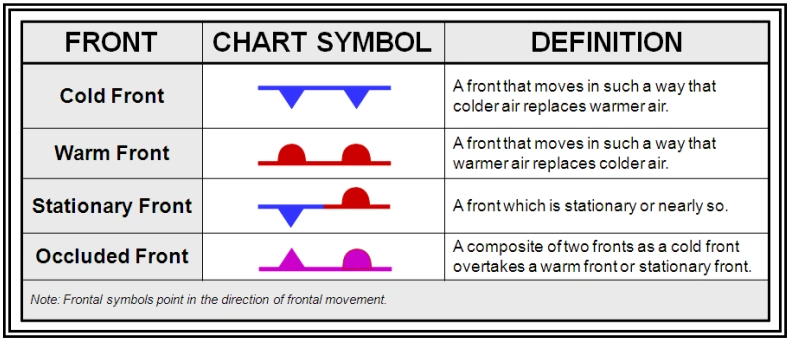 FRONT CHART SYMBOL DEFINITION
Cold Front
A front that moves in such a way that
colder air replaces warmer air.
Warm Front
A front that moves in such a way that
warmer air replaces colder air.
Stationary Front
A front which is stationary or nearly so.
Occluded Front
A composite of two fronts as a cold front
overtakes a warm front or stationary front.
Note: Frontal symbols point in the direction of frontal movement.